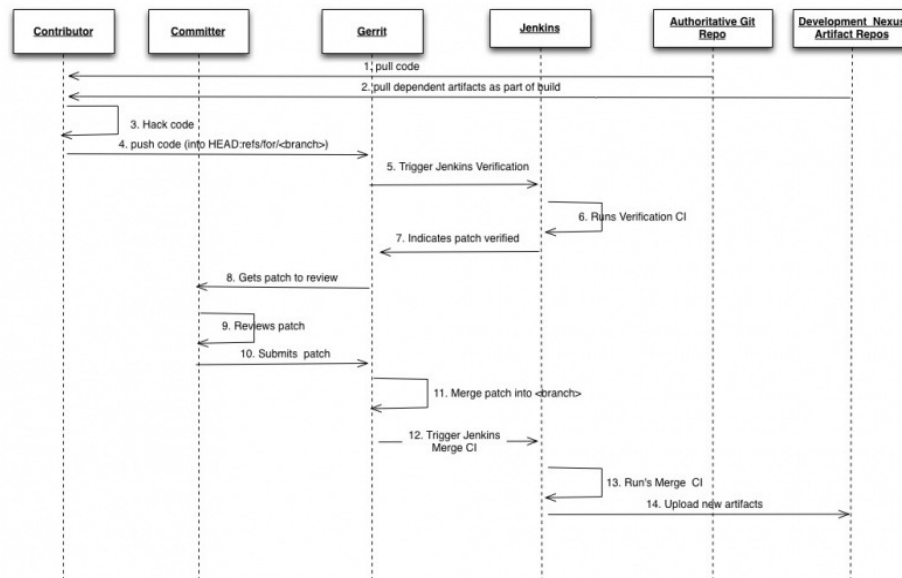 Contributor
Committer
Gerrit
Jenkins
Authoritative Git
Repo
Development Nexus
Artifact Repos
1. pull code
2. pull dependent artifacts as part of build
3. Hack code
4. push code (into HEAD:refs/for/<branch>)
5. Trigger Jenkins Verification
6. Runs Verification CI
7. Indicates patch verified
8. Gets patch to review
9. Reviews patch
10. Submits patch
11. Merge patch into <branch>
12. Trigger Jenkins
Merge CI
13. Run's Merge CI
14. Upload new artifacts